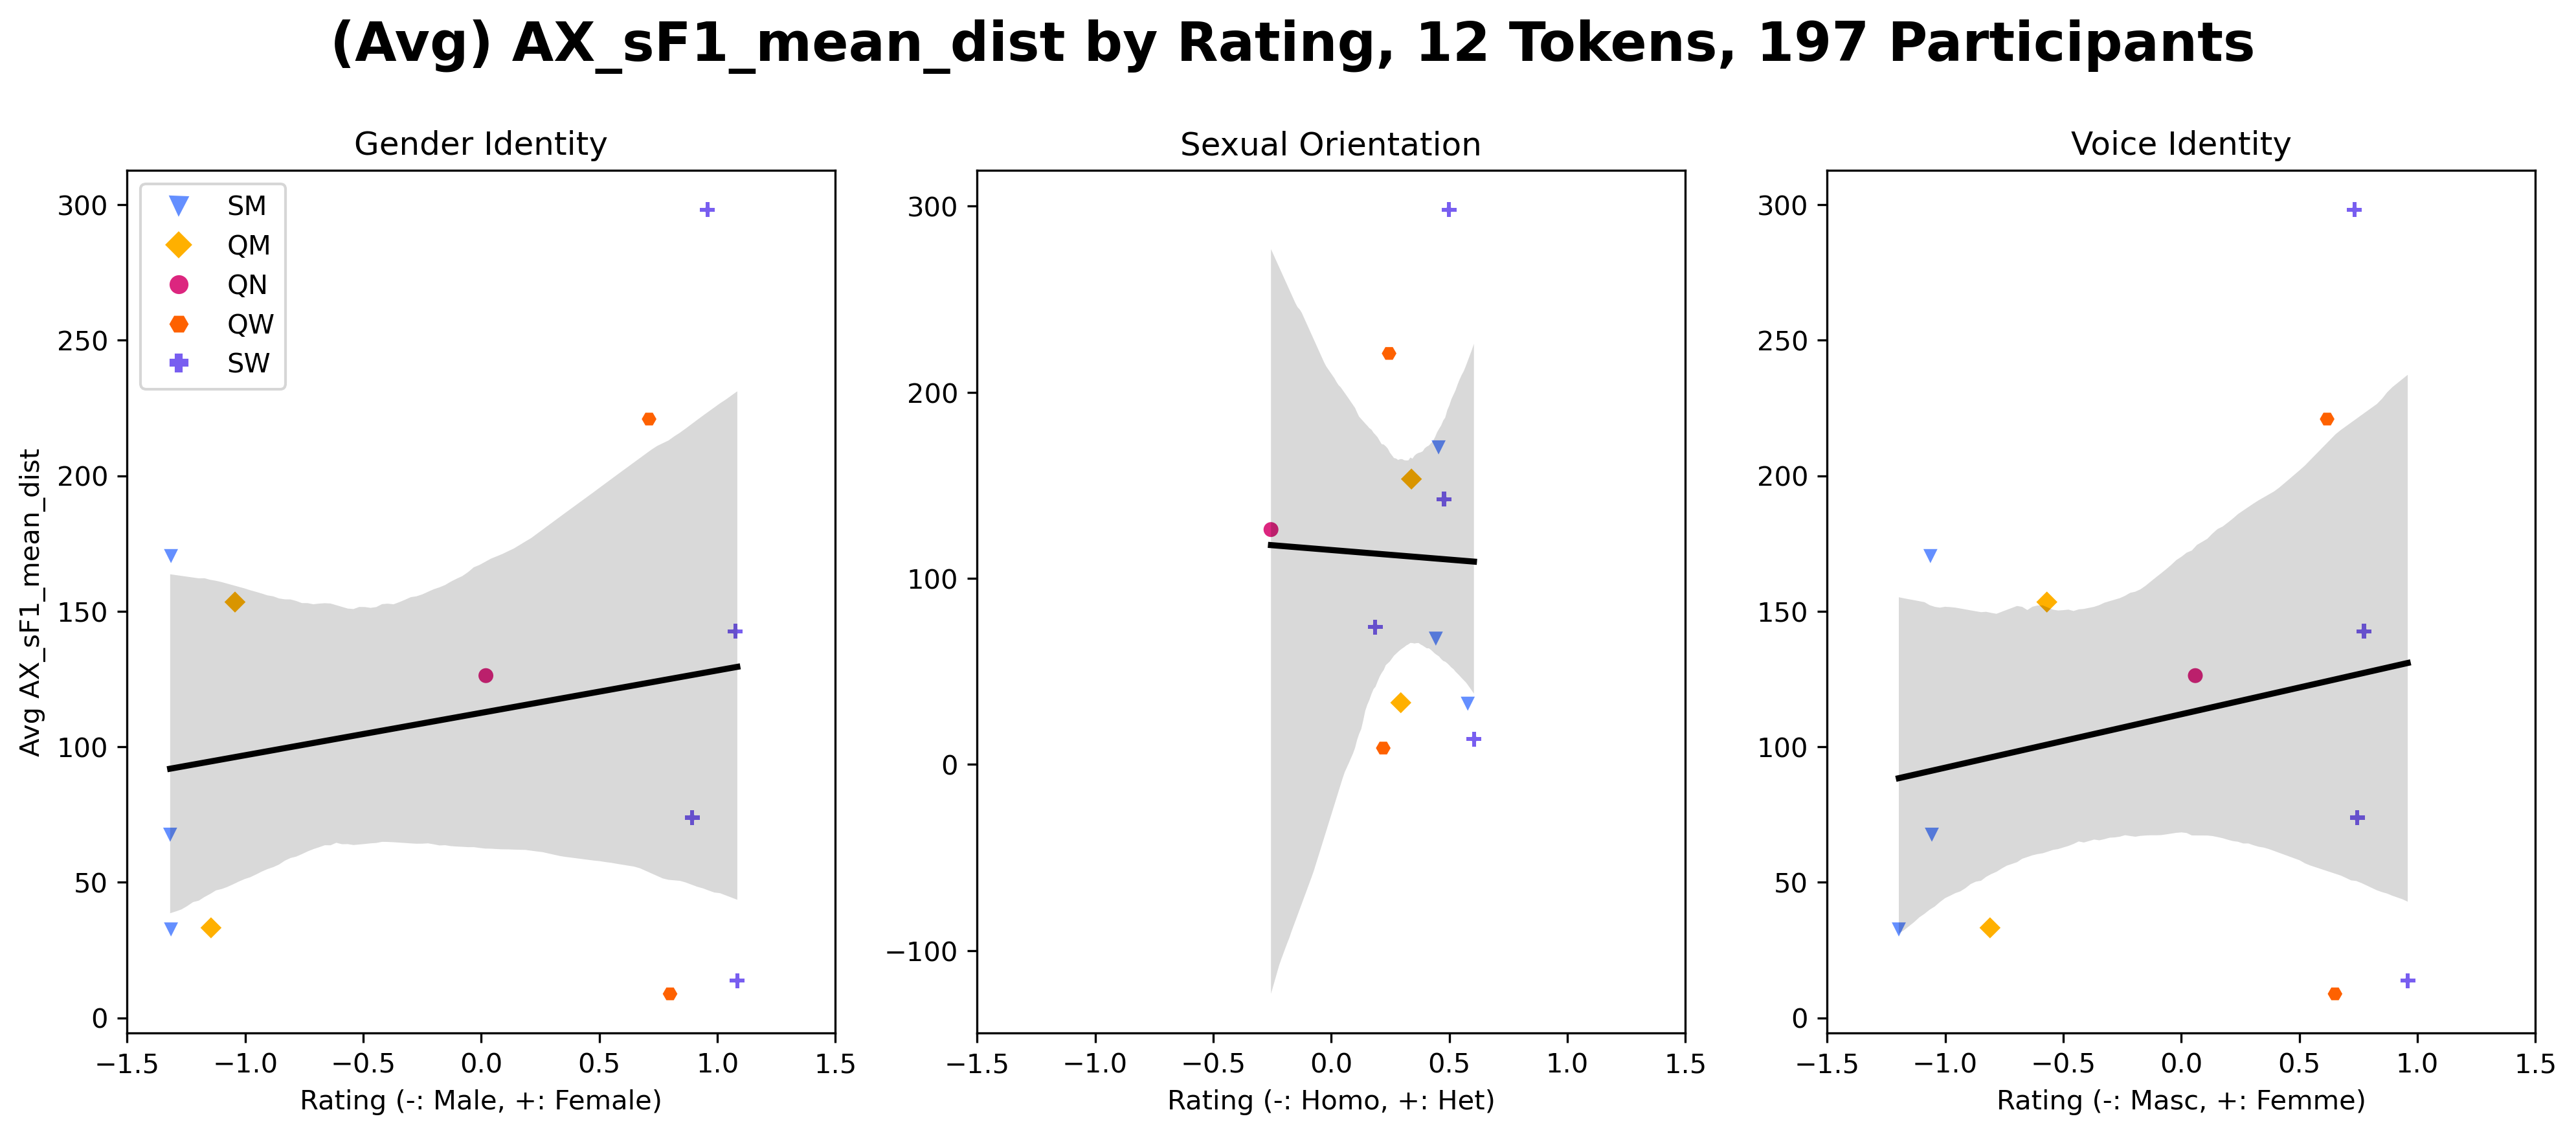 (Avg) AX_sF1_mean_dist by Rating, 12 Tokens, 197 Participants
Gender Identity
SM
QM
QN
QW
SW
300
250
200
150
100
50
0
Avg AX_sF1_mean_dist
−1.5 −1.0 −0.5 0.0 0.5 1.0 1.5
Rating (-: Male, +: Female)
Sexual Orientation
300
200
100
0
−100
−1.5 −1.0 −0.5 0.0 0.5 1.0 1.5
Rating (-: Homo, +: Het)
Voice Identity
300
250
200
150
100
50
0
−1.5 −1.0 −0.5 0.0 0.5 1.0 1.5
Rating (-: Masc, +: Femme)